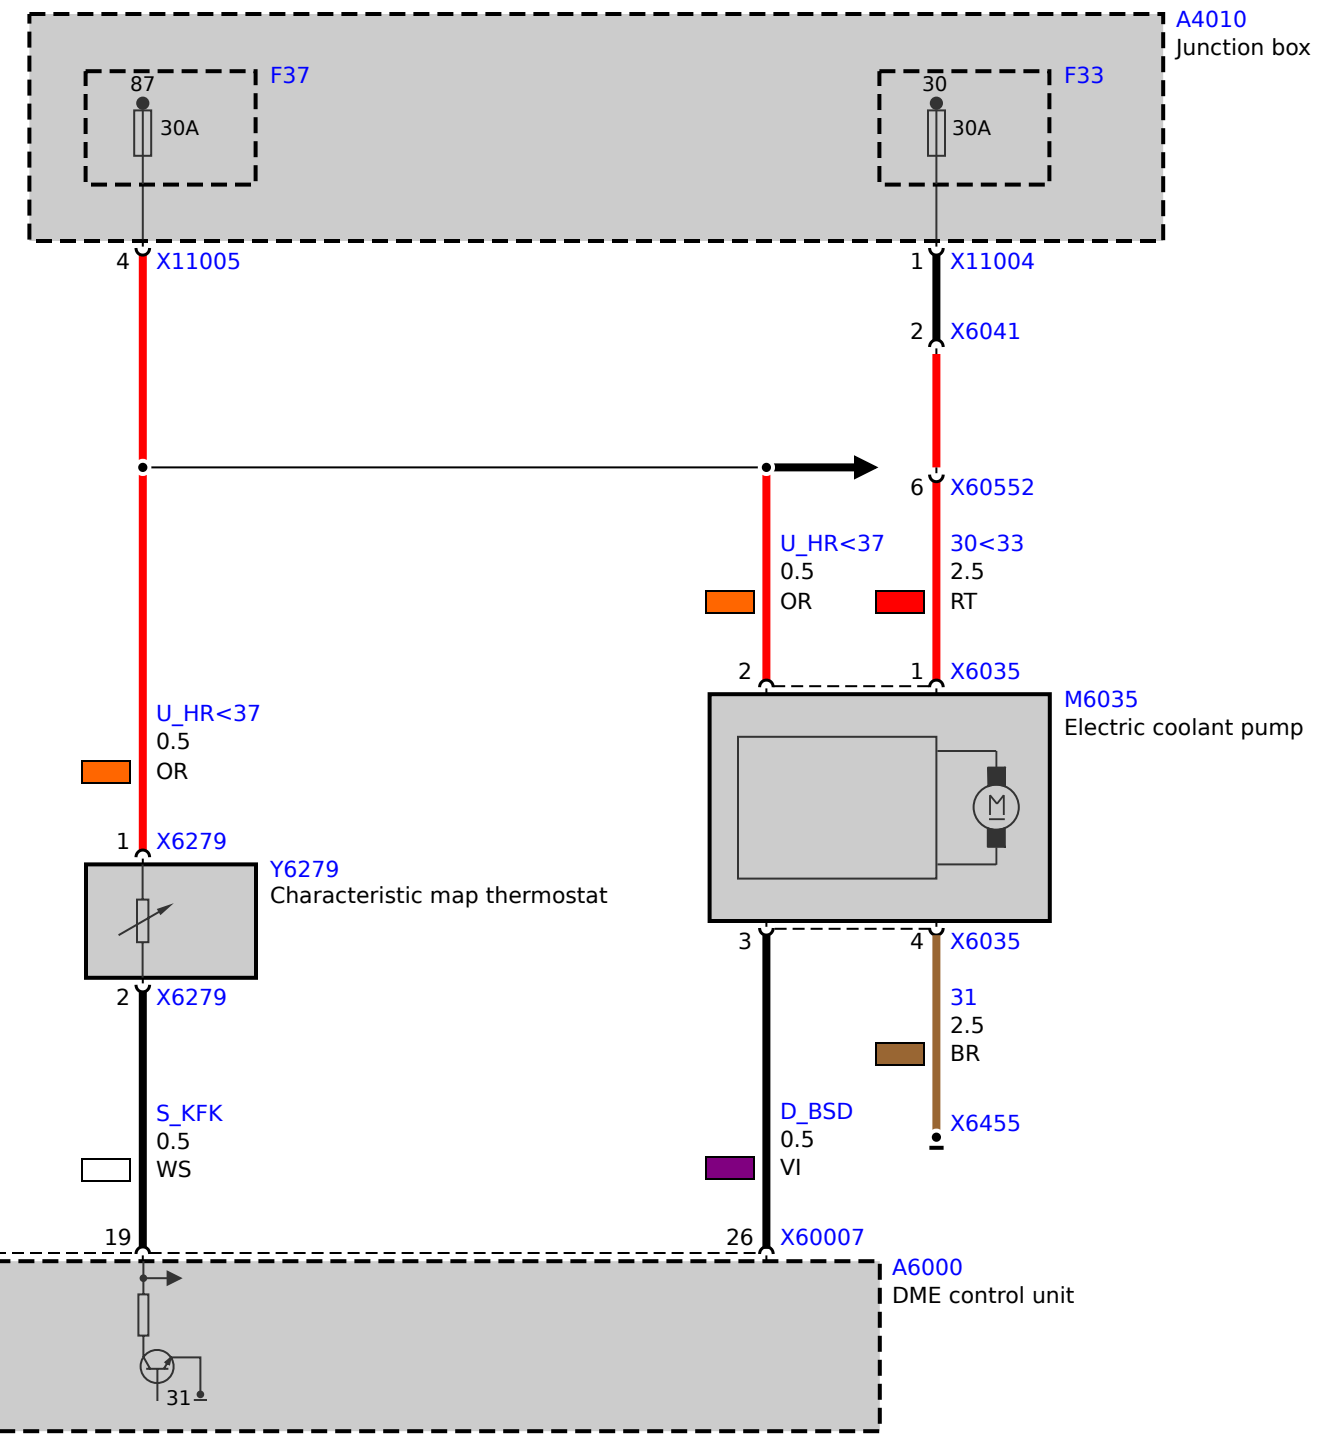 A4010
Junction box
87
F37
30A
30
F33
30A
4 X11005
1 X11004
2 X6041
6 X60552
U_HR<37
0.5
OR
30<33
2.5
RT
2
1 X6035
M6035
Electric coolant pump
M
U_HR<37
0.5
OR
1 X6279
Y6279
Characteristic map thermostat
2 X6279
3
4 X6035
31
2.5
BR
X6455
S_KFK
0.5
WS
D_BSD
0.5
VI
19
26 X60007
A6000
DME control unit
31